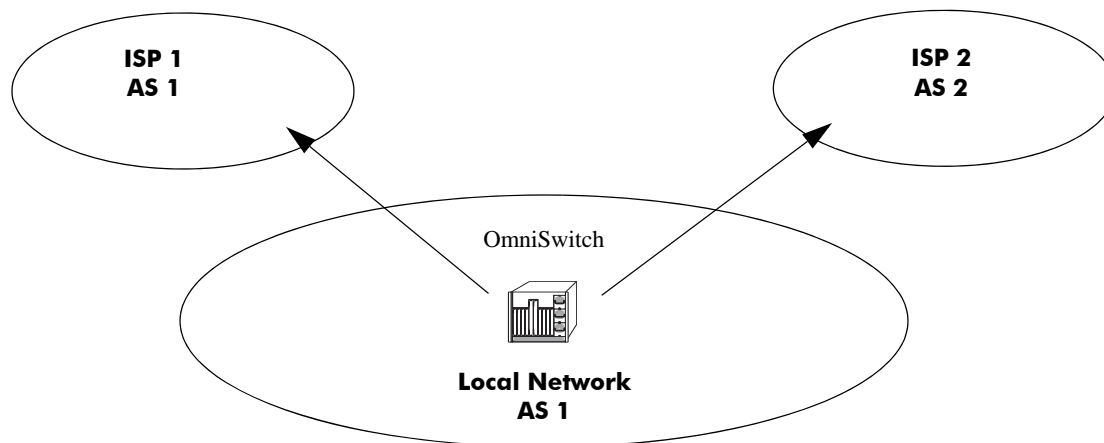 ISP 1
AS 1
ISP 2
AS 2
OmniSwitch
Local Network
AS 1